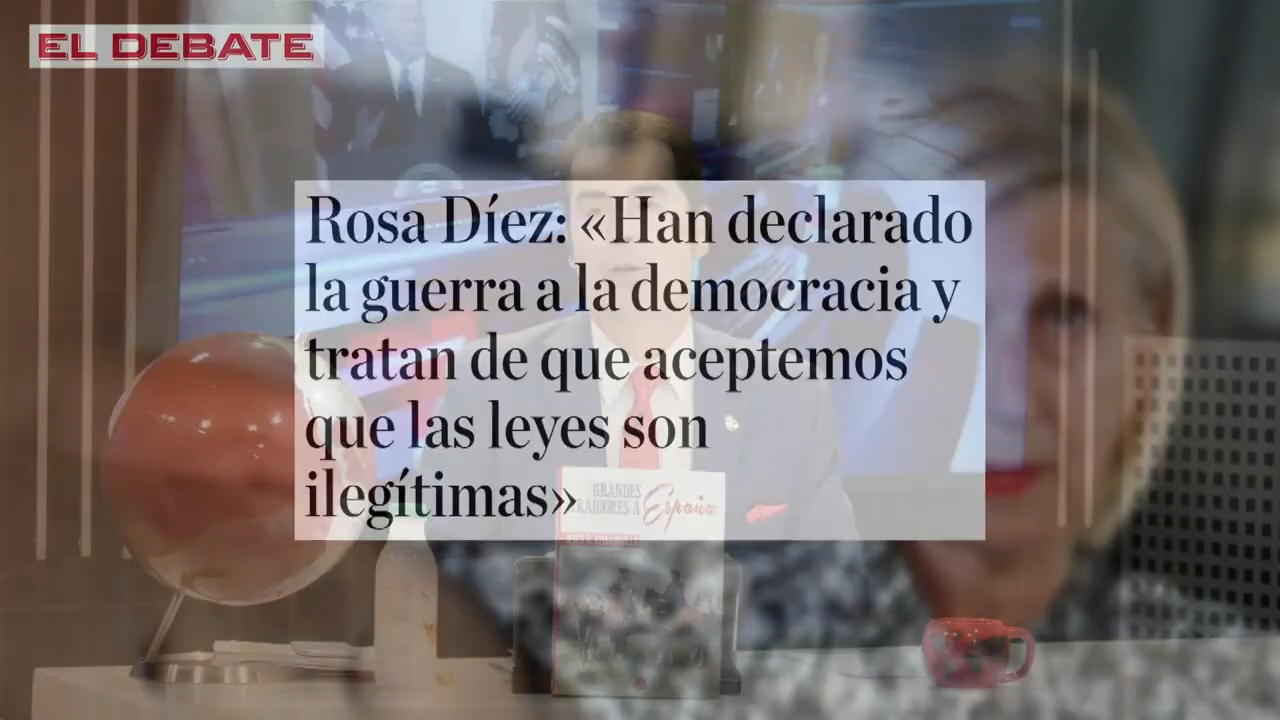 EL DEBATE
Rosa Díez: «Han declarado
la guerra a la democracia y
tratan de que aceptemos
que las leyes son
ilegítimas»
GRANDES
RAIDORES A
España